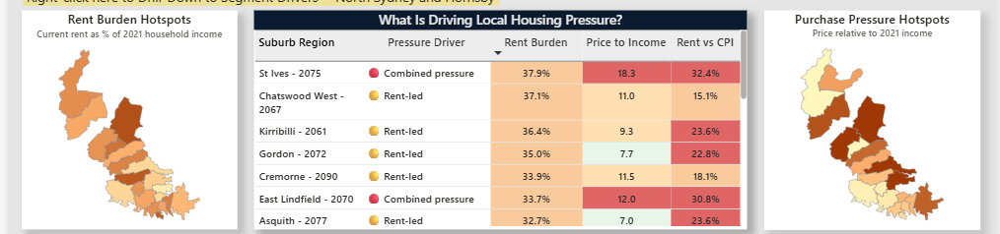 Right-click here to Drill-Down to Segment Drivers — North Sydney and Hornsby
Rent Burden Hotspots
Current rent as % of 2021 household income
What Is Driving Local Housing Pressure?
Suburb Region Pressure Driver Rent Burden Price to Income Rent vs CPI
St Ives - 2075 Combined pressure 37.9% 18.3 32.4%
Chatswood West - 2067 Rent-led 37.1% 11.0 15.1%
Kirribilli - 2061 Rent-led 36.4% 9.3 23.6%
Gordon - 2072 Rent-led 35.0% 7.7 22.8%
Cremorne - 2090 Rent-led 33.9% 11.5 18.1%
East Lindfield - 2070 Combined pressure 33.7% 12.0 30.8%
Asquith - 2077 Rent-led 32.7% 7.0 23.6%
Purchase Pressure Hotspots
Price relative to 2021 income